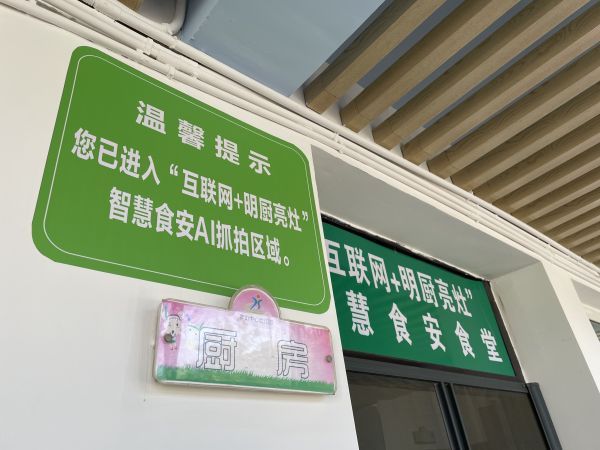 温馨提示
您已进入“互联网+明厨亮灶”
智慧食安AI抓拍区域。
厨房
互联网+明厨亮灶”
慧食安食堂